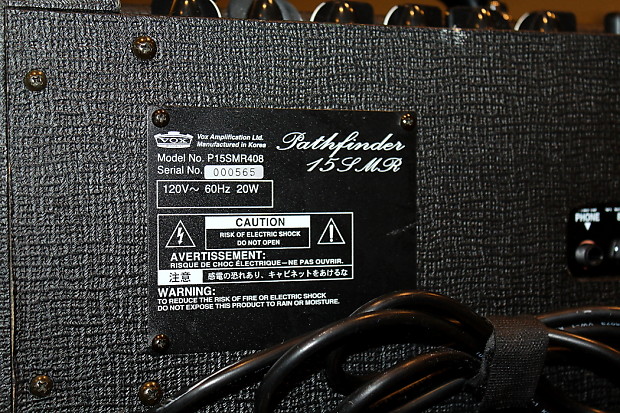 VOX
Vox Amplification Ltd.
Manufactured in Korea
Pathfinder
15SMR
Model No. P15SMR408
Serial No. 000565
120V~ 60Hz 20W
CAUTION
RISK OF ELECTRIC SHOCK
DO NOT OPEN
AVERTISSEMENT:
RISQUE DE CHOC ÉLECTRIQUE—NE PAS OUVRIR.
注意 感電の恐れあり、キャビネットをあけるな
WARNING:
TO REDUCE THE RISK OF FIRE OR ELECTRIC SHOCK
DO NOT EXPOSE THIS PRODUCT TO RAIN OR MOISTURE.
PHONE